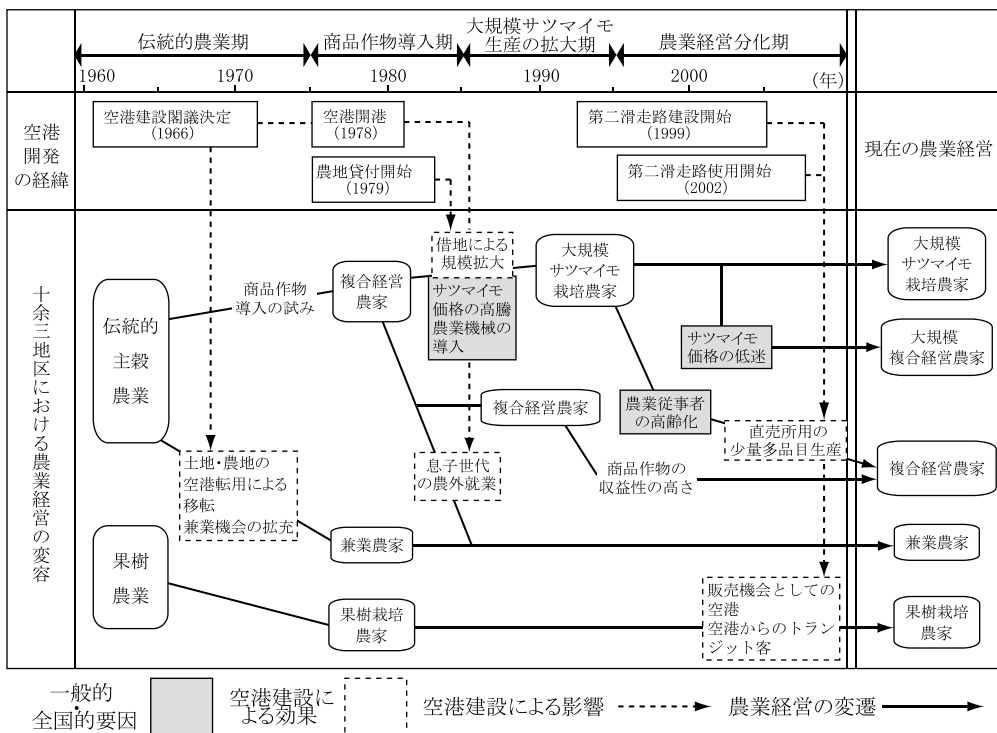 伝統的農業期
商品作物導入期
大規模サツマイモ
生産の拡大期
農業経営分化期
1960
1970
1980
1990
2000
(年)
空港
開発
の経緯
空港建設閣議決定
(1966)
空港開港
(1978)
農地貸付開始
(1979)
第二滑走路建設開始
(1999)
第二滑走路使用開始
(2002)
現在の農業経営
十余三地区における農業経営の変容
伝統的
主穀
農業
商品作物
導入の試み
複合経営
農家
借地による
規模拡大
サツマイモ
価格の高騰
農業機械の
導入
大規模
サツマイモ
栽培農家
大規模
サツマイモ
栽培農家
サツマイモ
価格の低迷
大規模
複合経営農家
複合経営農家
農業従事者
の高齢化
直売所用の
少量多品目生産
土地・農地の
空港転用による
移転
兼業機会の拡充
息子世代
の農外就業
商品作物の
収益性の高さ
複合経営農家
兼業農家
兼業農家
果樹
農業
果樹栽培
農家
販売機会としての
空港
空港からのトラン
ジット客
果樹栽培
農家
一般的・
全国的要因
空港建設に
よる効果
空港建設による影響
農業経営の変遷